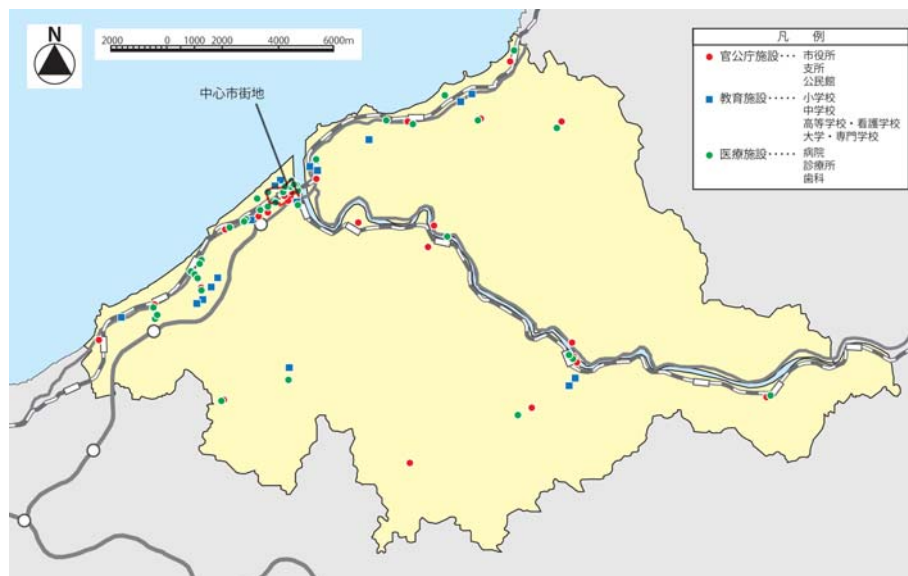 N
2000 0 1000 2000 4000 6000m
中心市街地
凡 例
官公庁施設‥‥ 市役所
支所
公民館
教育施設‥‥‥ 小学校
中学校
高等学校・看護学校
大学・専門学校
医療施設‥‥‥ 病院
診療所
歯科